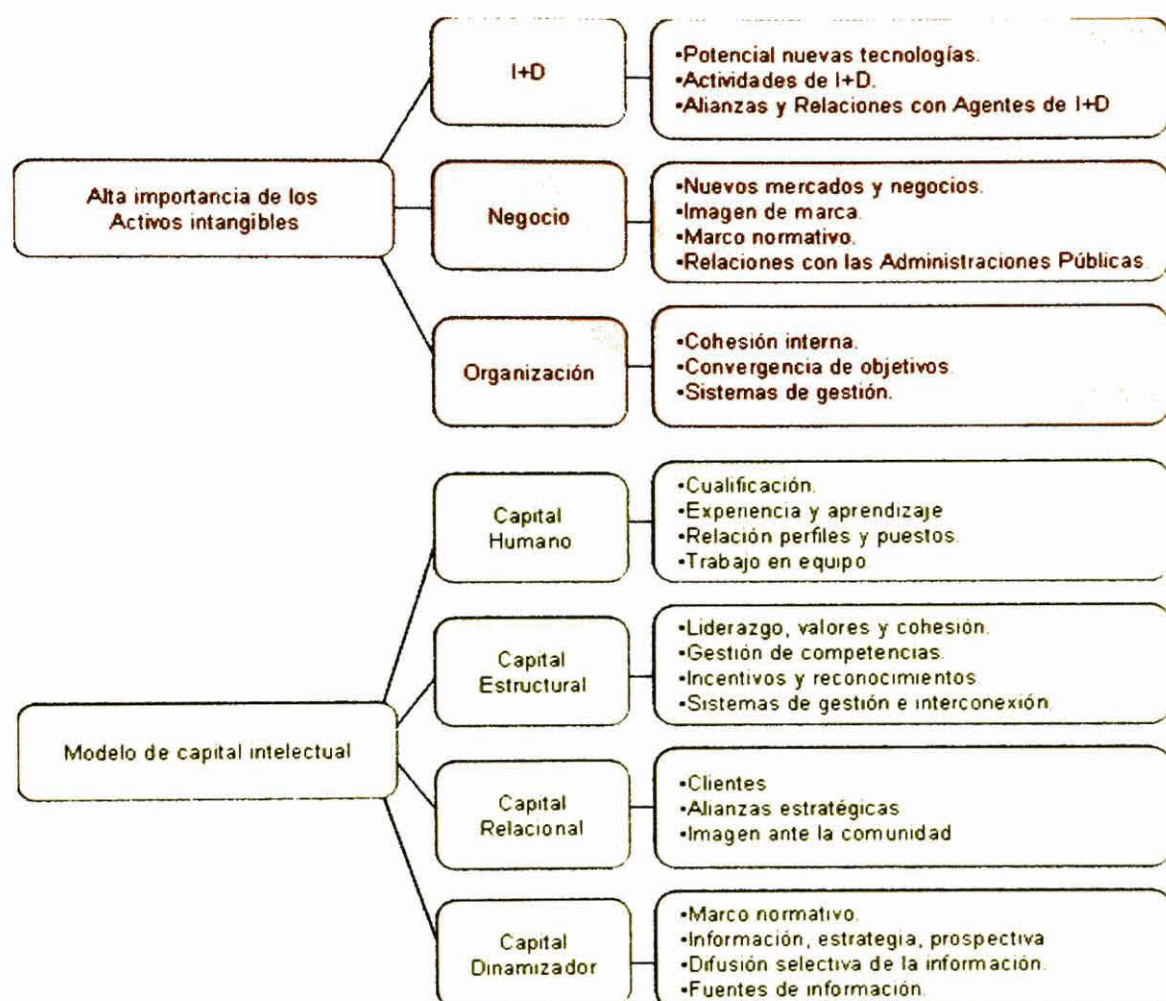 I+D
•Potencial nuevas tecnologías.
•Actividades de I+D.
•Alianzas y Relaciones con Agentes de I+D
Alta importancia de los
Activos intangibles
Negocio
•Nuevos mercados y negocios.
•Imagen de marca.
•Marco normativo.
•Relaciones con las Administraciones Públicas.
Organización
•Cohesión interna.
•Convergencia de objetivos.
•Sistemas de gestión.
Capital
Humano
•Cualificación.
•Experiencia y aprendizaje
•Relación perfiles y puestos.
•Trabajo en equipo
Capital
Estructural
•Liderazgo, valores y cohesión.
•Gestión de competencias.
•Incentivos y reconocimientos
•Sistemas de gestión e interconexión.
Modelo de capital intelectual
Capital
Relacional
•Clientes
•Alianzas estratégicas
•Imagen ante la comunidad
Capital
Dinamizador
•Marco normativo.
•Información, estrategia, prospectiva
•Difusión selectiva de la información.
•Fuentes de información.